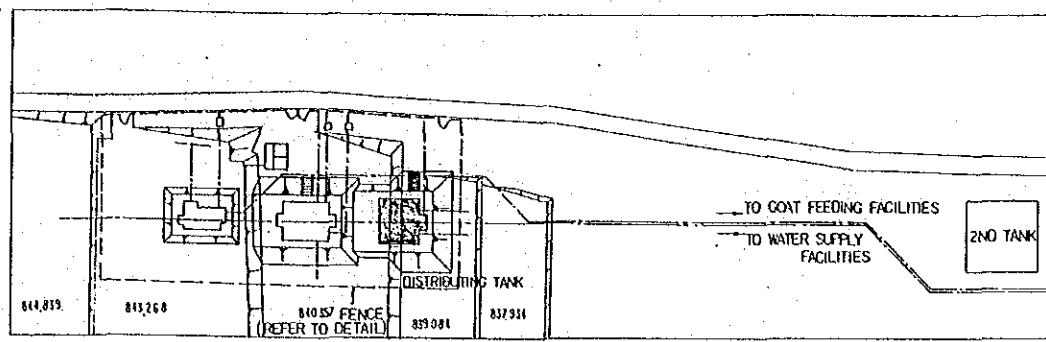 TO GOAT FEEDING FACILITIES
TO WATER SUPPLY
FACILITIES
2ND TANK
DISTRIBUTING TANK
844,839
843,268
840,557 FENCE
(REFER TO DETAIL)
839,084
837,934